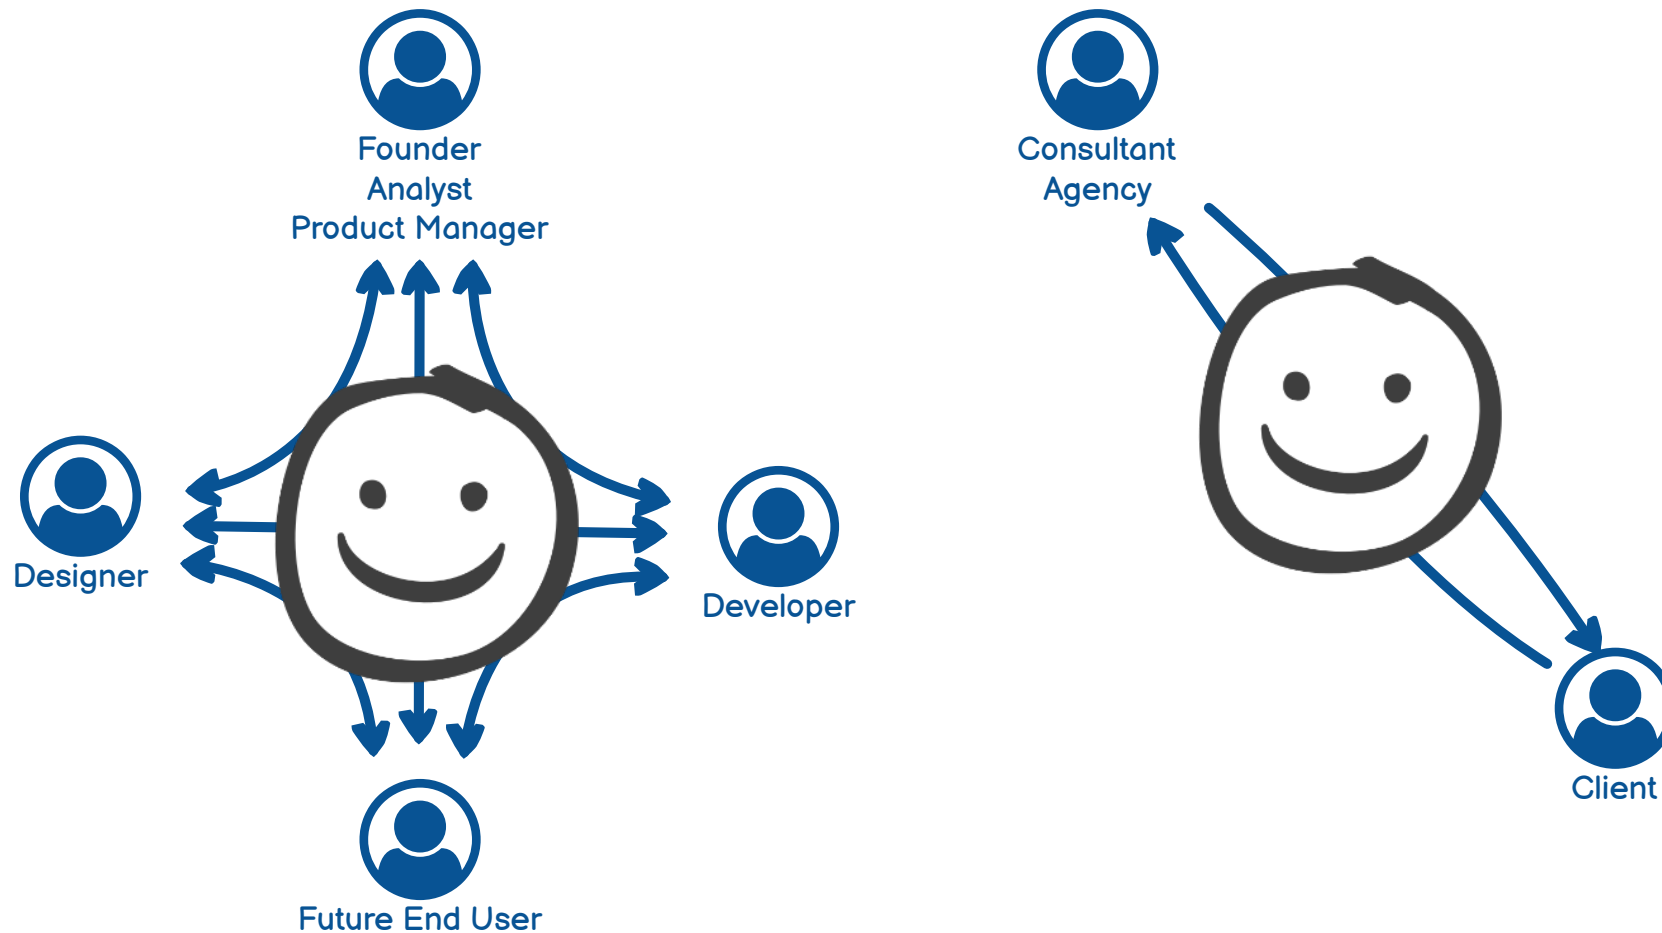 Founder
Analyst
Product Manager
Consultant
Agency
Designer
Developer
Client
Future End User